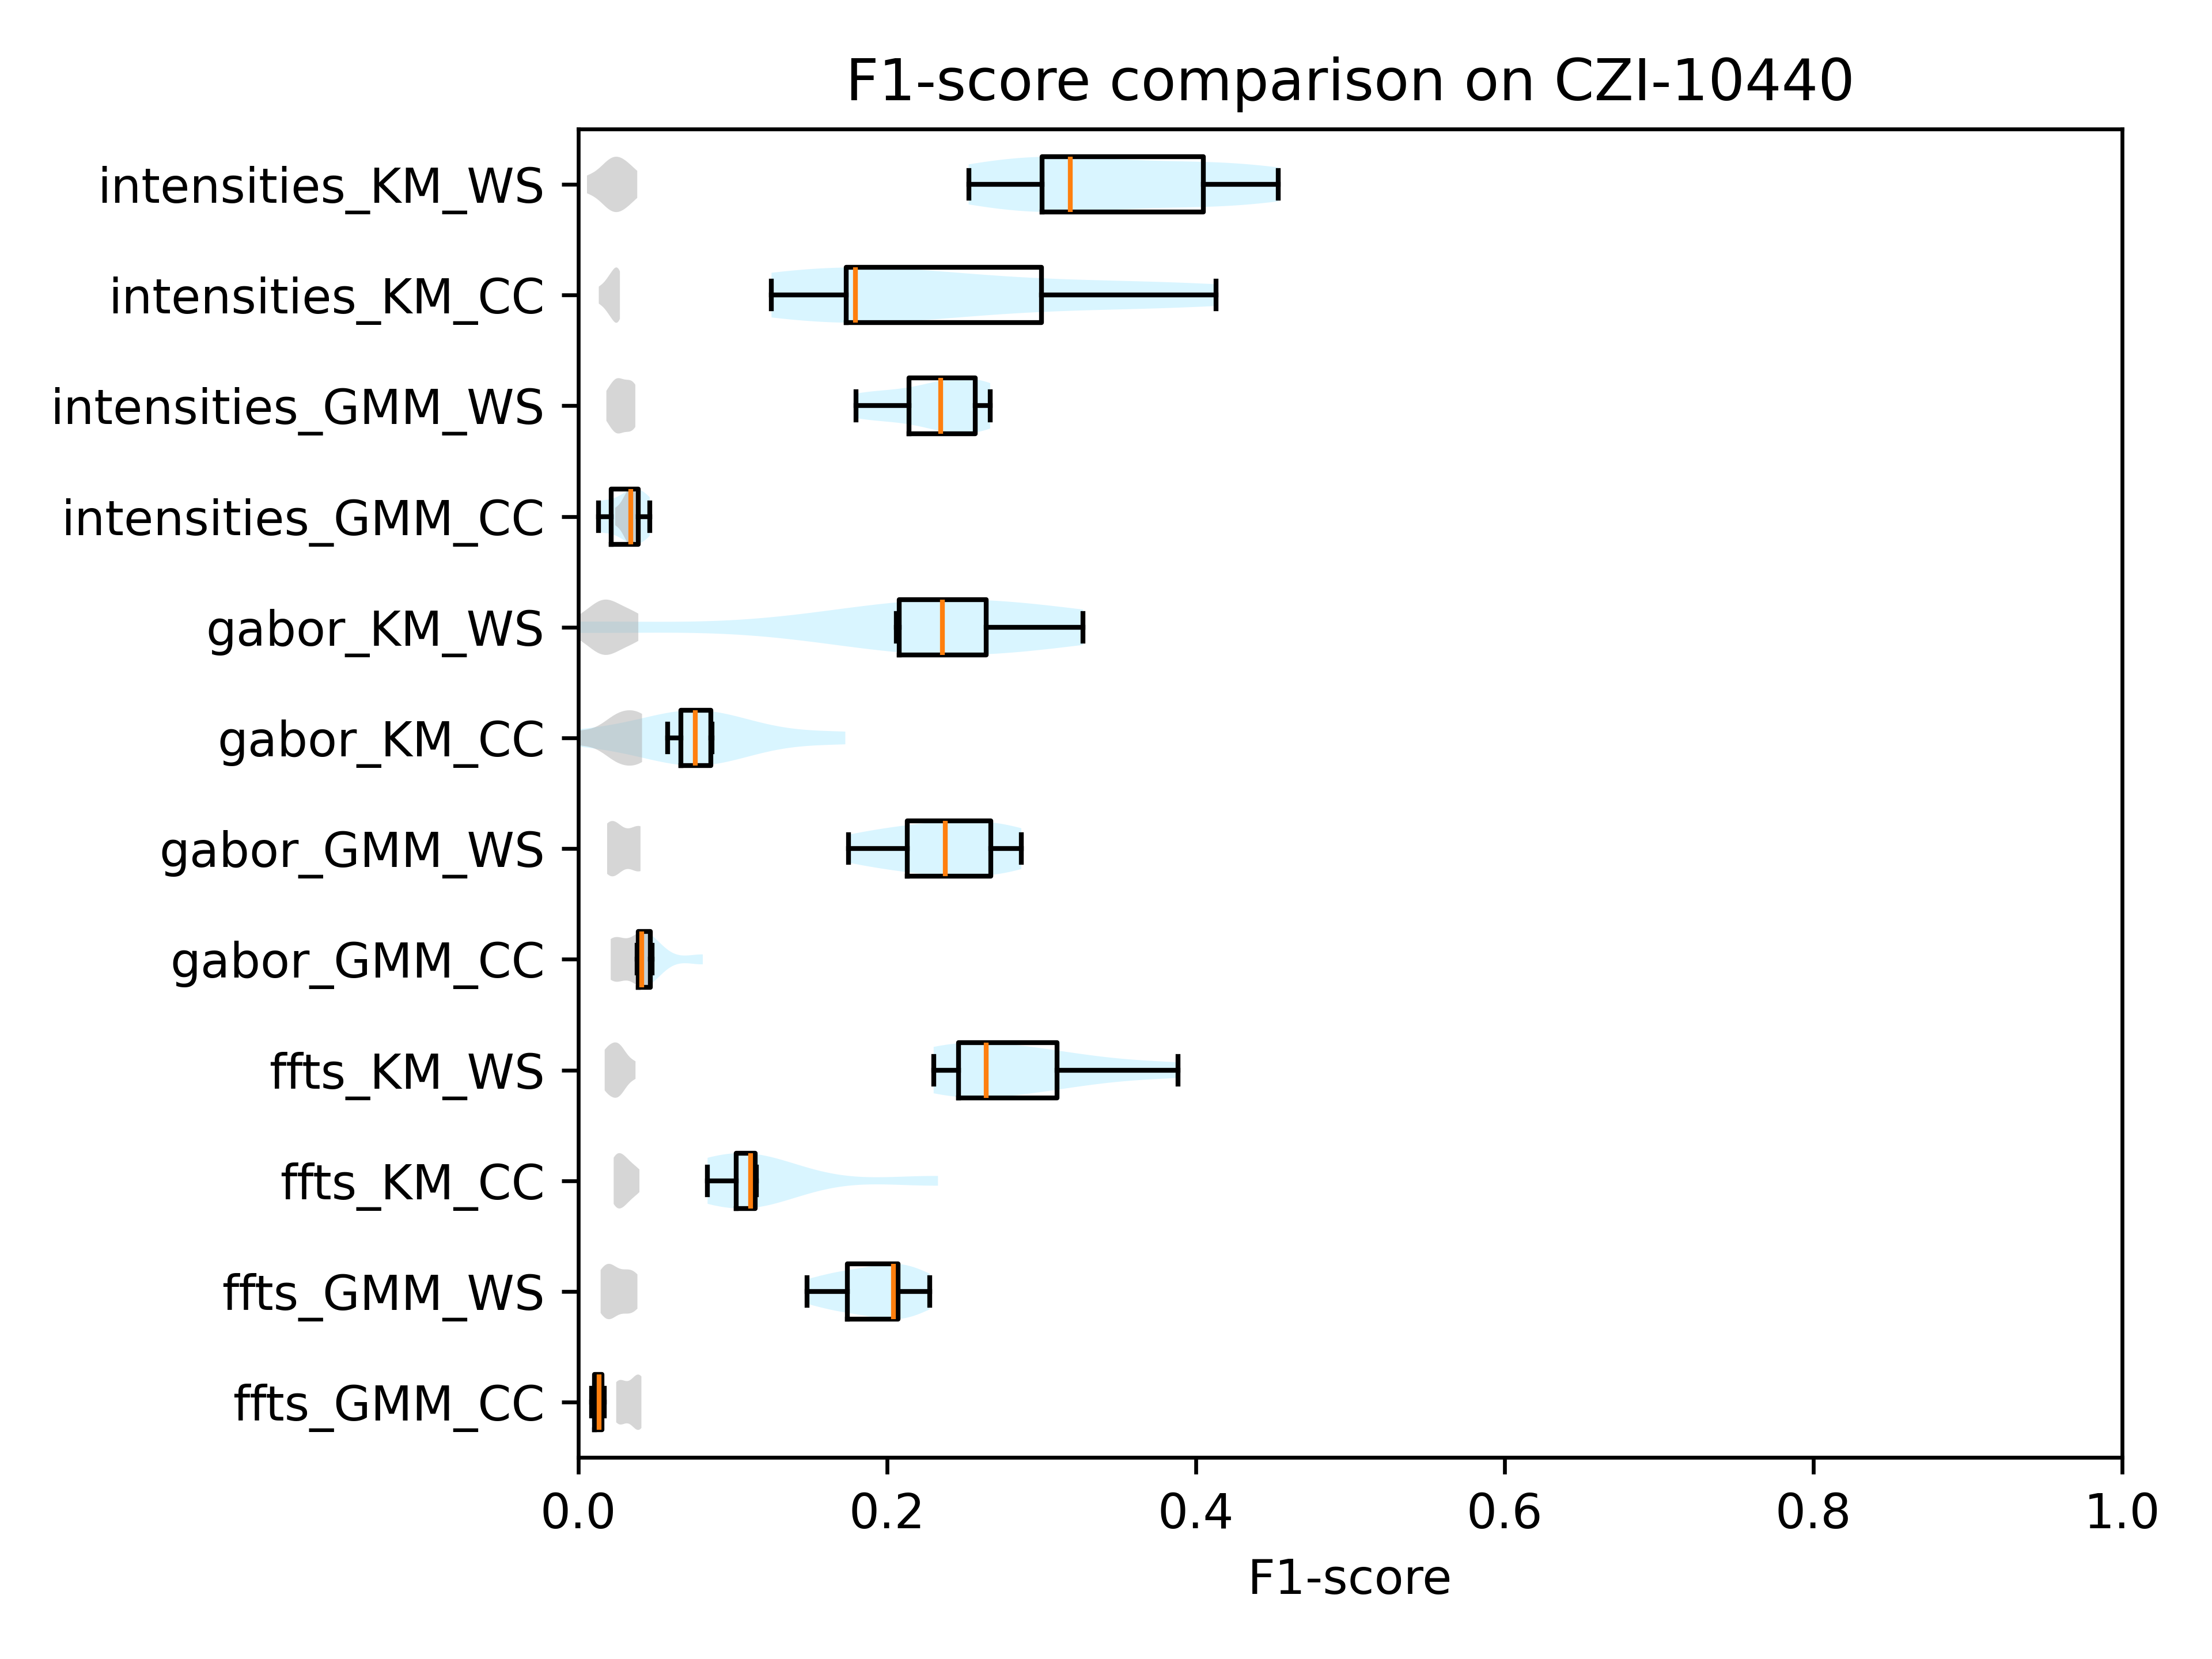 F1-score comparison on CZI-10440
intensities_KM_WS
intensities_KM_CC
intensities_GMM_WS
intensities_GMM_CC
gabor_KM_WS
gabor_KM_CC
gabor_GMM_WS
gabor_GMM_CC
ffts_KM_WS
ffts_KM_CC
ffts_GMM_WS
ffts_GMM_CC
0.0 0.2 0.4 0.6 0.8 1.0
F1-score